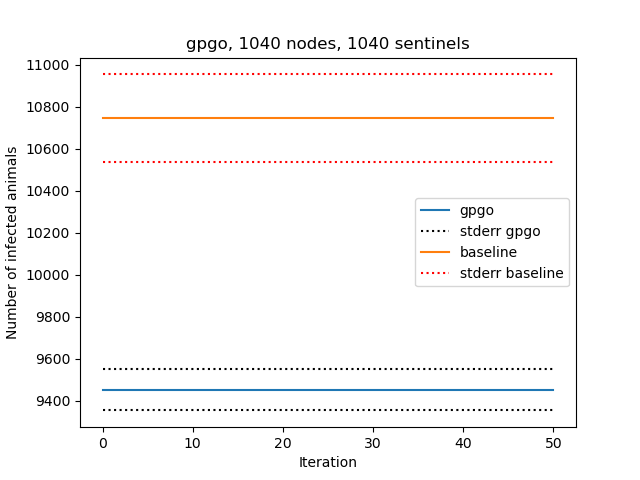 gpgo, 1040 nodes, 1040 sentinels
Number of infected animals
11000
10800
10600
10400
10200
10000
9800
9600
9400
gpgo
stderr gpgo
baseline
stderr baseline
0 10 20 30 40 50
Iteration